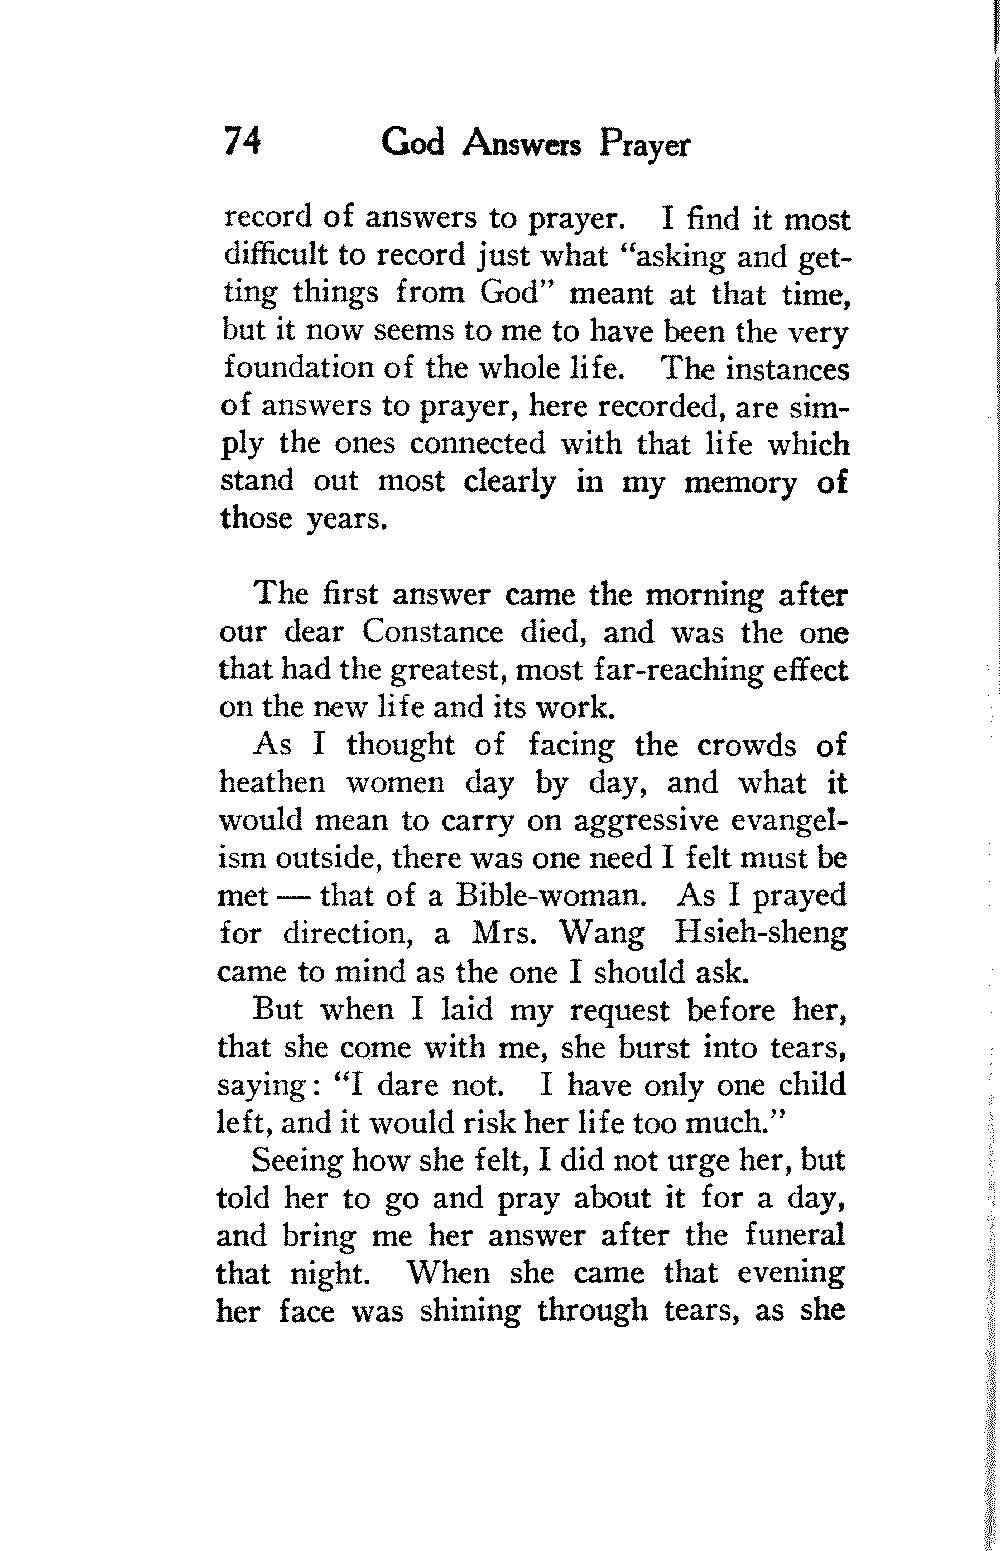 74 God Answers Prayer
record of answers to prayer. I find it most
difficult to record just what “asking and get-
ting things from God” meant at that time,
but it now seems to me to have been the very
foundation of the whole life. The instances
of answers to prayer, here recorded, are sim-
ply the ones connected with that life which
stand out most clearly in my memory of
those years.
The first answer came the morning after
our dear Constance died, and was the one
that had the greatest, most far-reaching effect
on the new life and its work.
As I thought of facing the crowds of
heathen women day by day, and what it
would mean to carry on aggressive evangel-
ism outside, there was one need I felt must be
met — that of a Bible-woman. As I prayed
for direction, a Mrs. Wang Hsieh-sheng
came to mind as the one I should ask.
But when I laid my request before her,
that she come with me, she burst into tears,
saying: “I dare not. I have only one child
left, and it would risk her life too much.”
Seeing how she felt, I did not urge her, but
told her to go and pray about it for a day,
and bring me her answer after the funeral
that night. When she came that evening
her face was shining through tears, as she